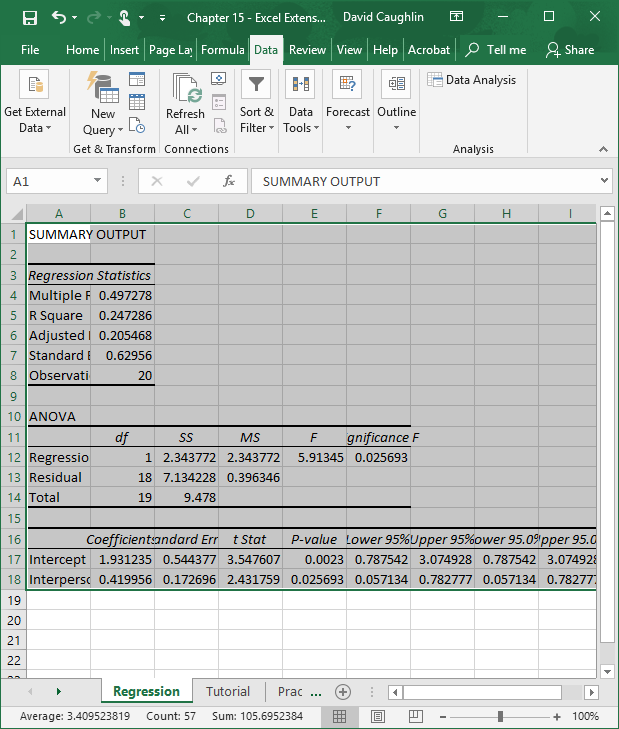 Chapter 15 - Excel Extens... David Caughlin
File Home Insert Page Lay Formula Data Review View Help Acrobat Tell me Share
Get External Data
New Query
Get & Transform
Refresh All
Connections
Sort & Filter
Data Tools
Forecast
Outline
Data Analysis
Analysis
A1 fx SUMMARY OUTPUT
A B C D E F G H I
1 SUMMARY OUTPUT
2
3 Regression Statistics
4 Multiple R 0.497278
5 R Square 0.247286
6 Adjusted 0.205468
7 Standard E 0.62956
8 Observati 20
9
10 ANOVA
11 df SS MS F gnificance F
12 Regressio 1 2.343772 2.343772 5.91345 0.025693
13 Residual 18 7.134228 0.396346
14 Total 19 9.478
15
16 Coefficients andard Err t Stat P-value Lower 95% Upper 95% ower 95.0% pper 95.0
17 Intercept 1.931235 0.544377 3.547607 0.0023 0.787542 3.074928 0.787542 3.074928
18 Interperso 0.419956 0.172696 2.431759 0.025693 0.057134 0.782777 0.057134 0.782777
19
20
21
22
Regression Tutorial Prac ...
Average: 3.409523819 Count: 57 Sum: 105.6952384 100%